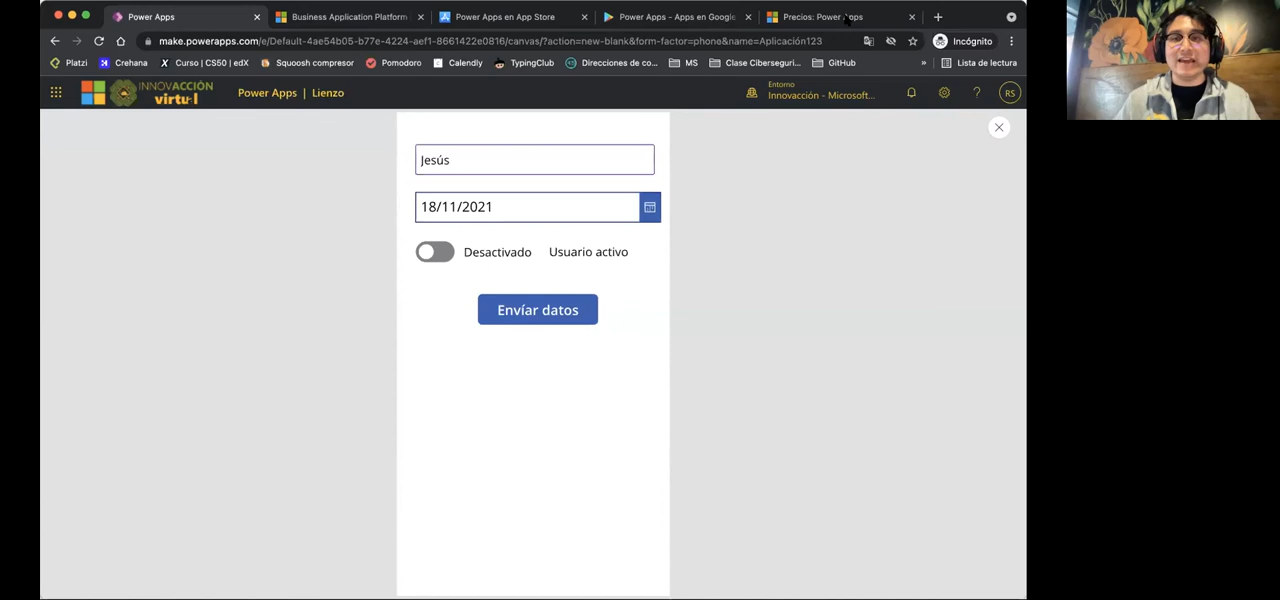 Power Apps
Business Application Platform
Power Apps en App Store
Power Apps - Apps en Google
Precios: Power Apps
make.powerapps.com/e/Default-4ae54b05-b77e-4224-aef1-8661422e0816/canvas/?action=new-blank&form-factor=phone&name=Aplicación123
Incógnito
Platzi
Crehana
Curso | CS50 | edX
Squoosh compresor
Pomodoro
Calendly
TypingClub
Direcciones de co...
MS
Clase Ciberseguri...
GitHub
»
Lista de lectura
INNOVACCIÓN
virtual
Power Apps | Lienzo
Entorno
Innovacción - Microsoft...
?
RS
Jesús
18/11/2021
Desactivado
Usuario activo
Envíar datos